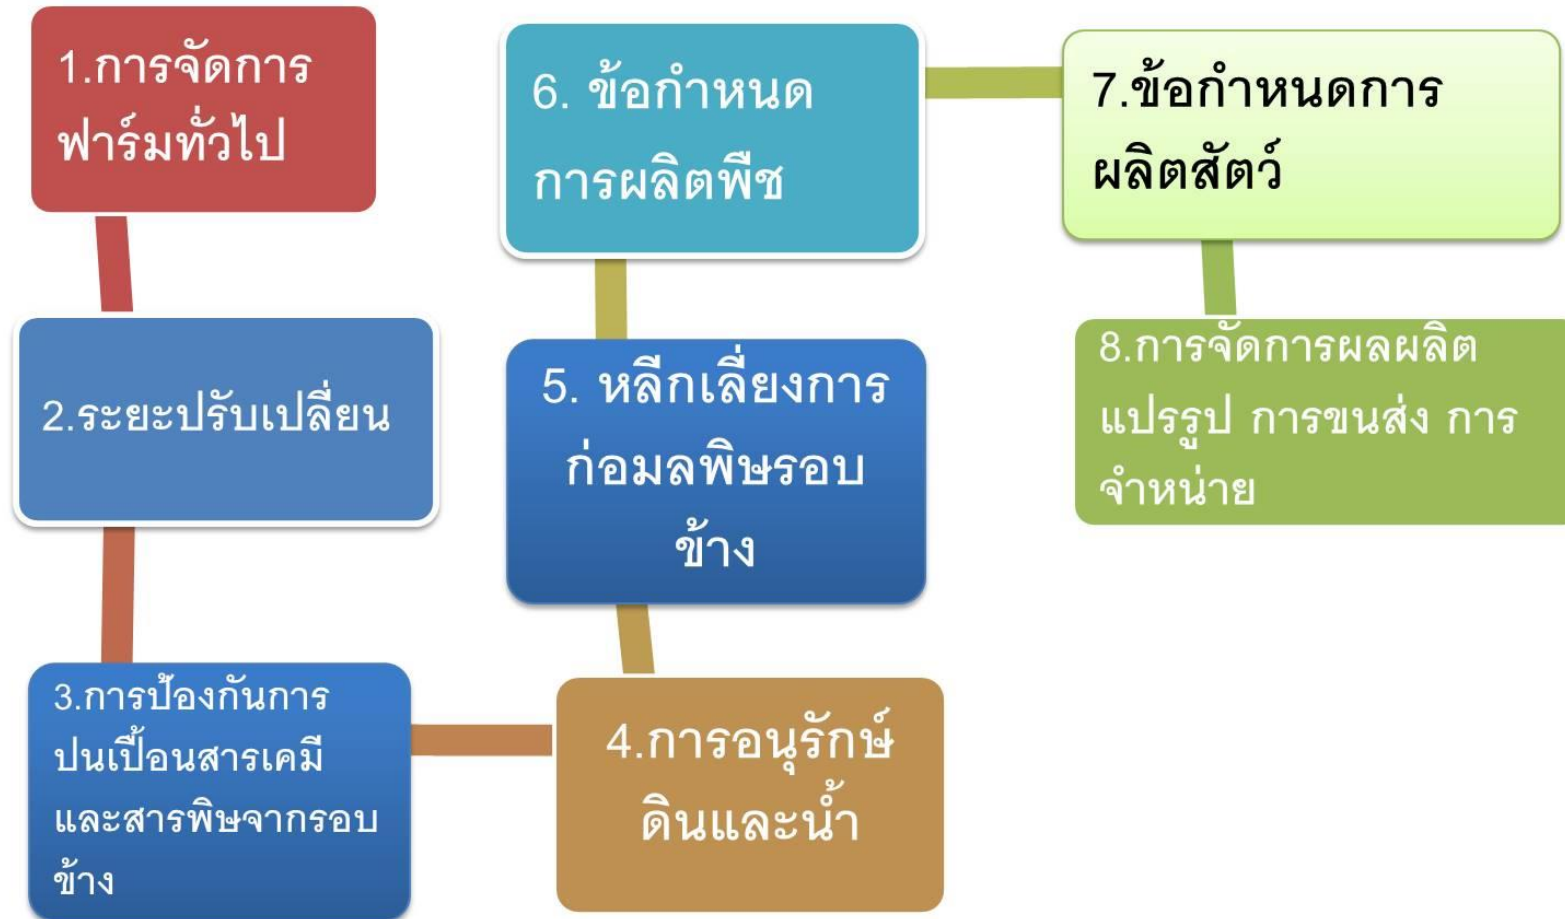 1.การจัดการ
ฟาร์มทั่วไป
2.ระยะปรับเปลี่ยน
3.การป้องกันการ
ปนเปื้อนสารเคมี
และสารพิษจากรอบ
ข้าง
4.การอนุรักษ์
ดินและน้ำ
5. หลีกเลี่ยงการ
ก่อมลพิษรอบ
ข้าง
6. ข้อกำหนด
การผลิตพืช
7.ข้อกำหนดการ
ผลิตสัตว์
8.การจัดการผลผลิต
แปรรูป การขนส่ง การ
จำหน่าย